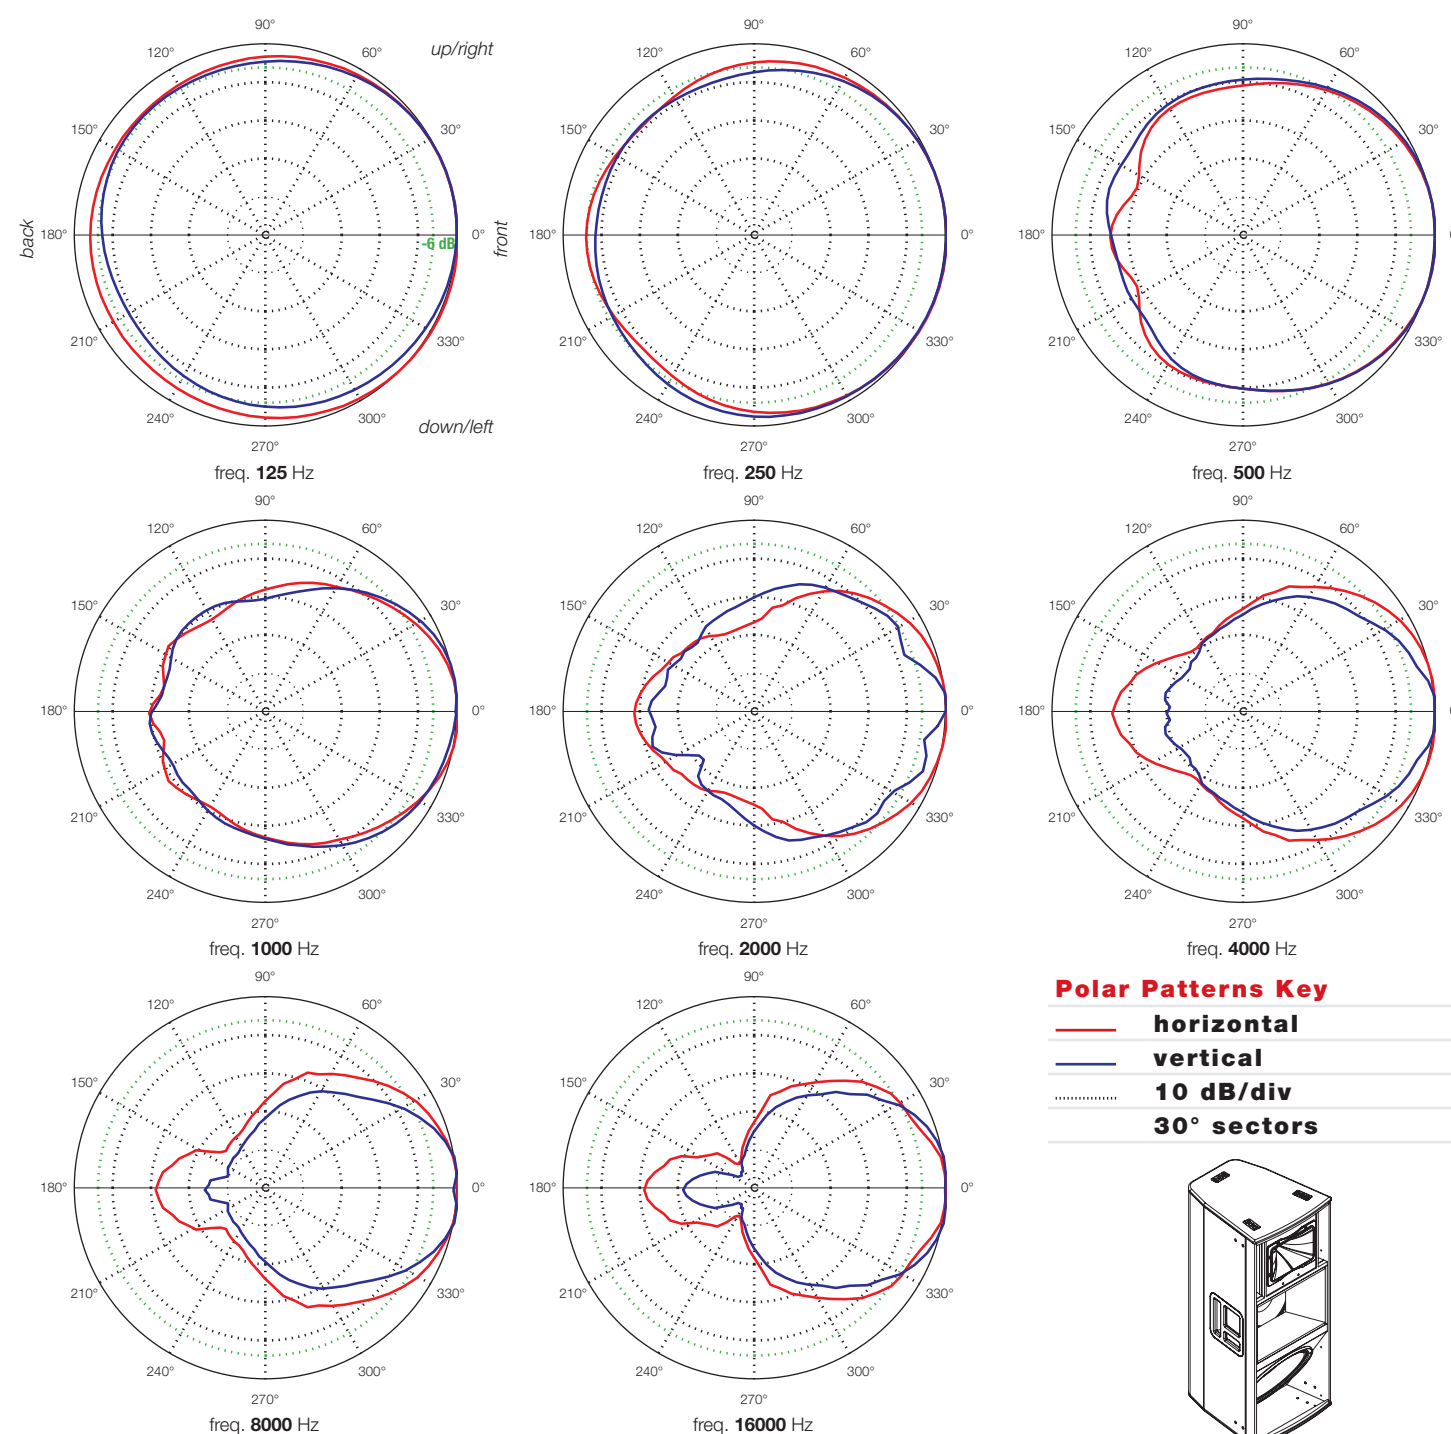 90° 90° 90°
120° 60° up/right 120° 60° 120° 60°
150° 30° 150° 30° 150° 30°
back 180° -6 dB 0° front 180° 0° 180°
210° 330° 210° 330° 210° 330°
240° 300° down/left 240° 300° 240° 300°
270° 270° 270°
freq. 125 Hz freq. 250 Hz freq. 500 Hz
90° 90° 90°
120° 60° 120° 60° 120° 60°
150° 30° 150° 30° 150° 30°
180° 0° 180° 0° 180°
210° 330° 210° 330° 210° 330°
240° 300° 240° 300° 240° 300°
270° 270° 270°
freq. 1000 Hz freq. 2000 Hz freq. 4000 Hz
90° 90°
120° 60° 120° 60°
150° 30° 150° 30°
180° 0° 180° 0°
210° 330° 210° 330°
240° 300° 240° 300°
270° 270°
freq. 8000 Hz freq. 16000 Hz
Polar Patterns Key
horizontal
vertical
10 dB/div
30° sectors